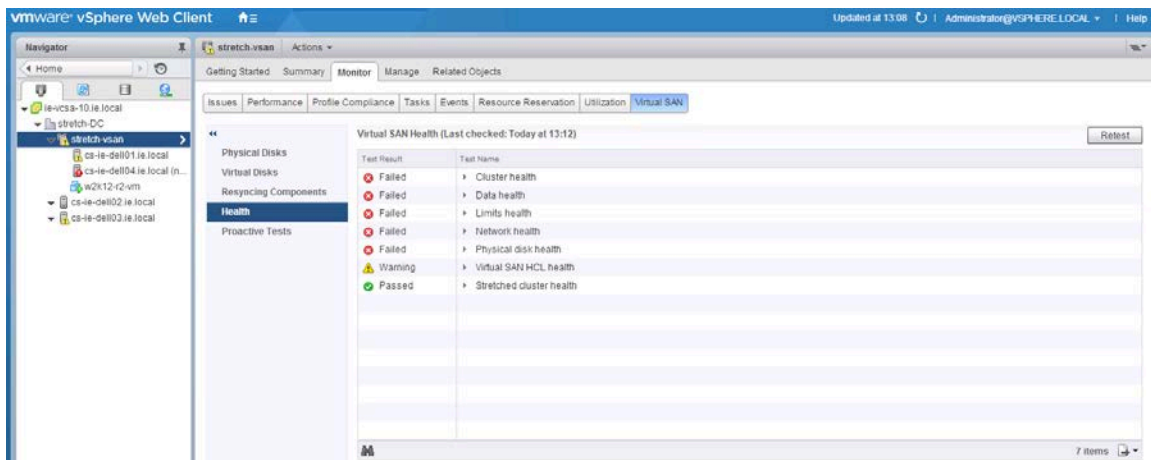 vmware vSphere Web Client
Updated at 13:08 | Administrator@VSPHERE.LOCAL | Help
Navigator
Home
ie-vcsa-10.ie.local
stretch-DC
stretch-vsan
cs-ie-dell01.ie.local
cs-ie-dell04.ie.local (n...
w2k12-r2-vm
cs-ie-dell02.ie.local
cs-ie-dell03.ie.local
stretch-vsan Actions
Getting Started Summary Monitor Manage Related Objects
Issues Performance Profile Compliance Tasks Events Resource Reservation Utilization Virtual SAN
Physical Disks
Virtual Disks
Resyncing Components
Health
Proactive Tests
Virtual SAN Health (Last checked: Today at 13:12)
Retest
Test Result Test Name
Failed Cluster health
Failed Data health
Failed Limits health
Failed Network health
Failed Physical disk health
Warning Virtual SAN HCL health
Passed Stretched cluster health
7 items